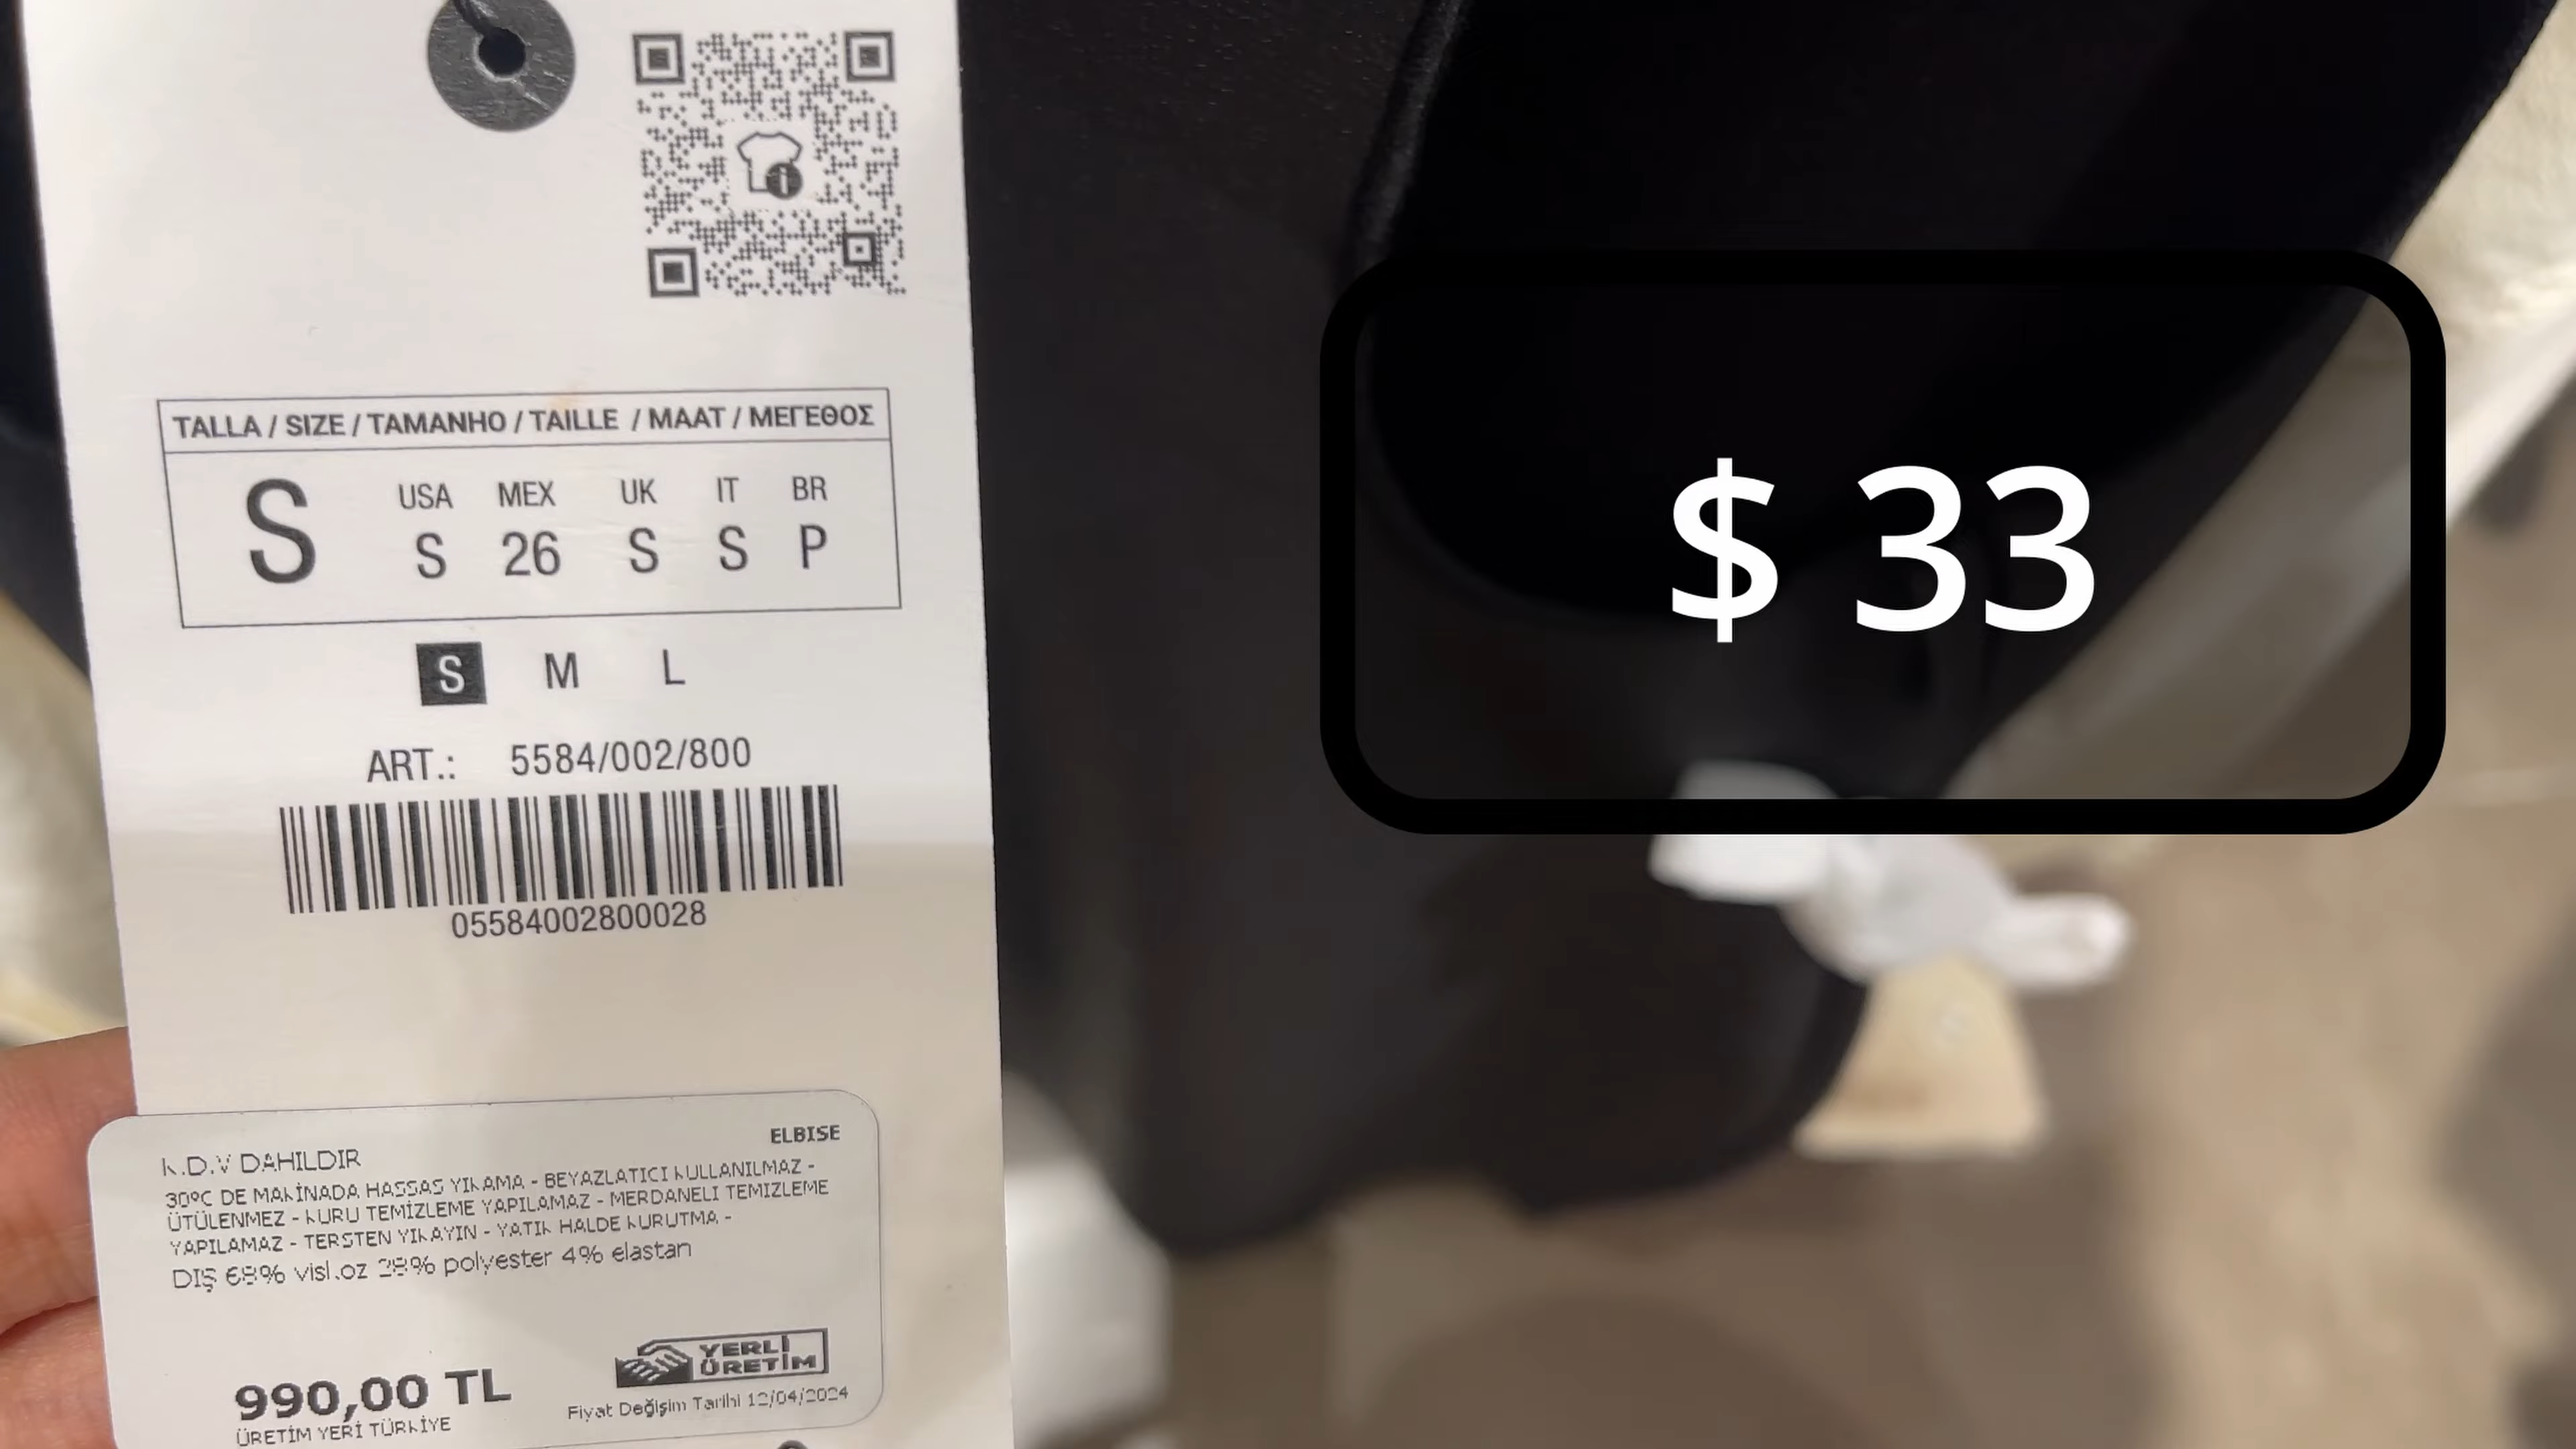 TALLA / SIZE / TAMANHO / TAILLE / MAAT / ΜΕΓΕΘΟΣ
S USA MEX UK IT BR
S 26 S S P
S M L
ART.: 5584/002/800
05584002800028
$ 33
ELBISE
K.D.V DAHILDIR
30ºC DE MAKİNADA HASSAS YIKAMA - BEYAZLATICI KULLANILMAZ -
ÜTÜLENMEZ - KURU TEMİZLEME YAPILAMAZ - MERDANELI TEMIZLEME
YAPILAMAZ - TERSTEN YIKAYIN - YATIK HALDE KURUTMA -
DIŞ 68% viskoz 28% polyester 4% elastan
990,00 TL
YERLİ
ÜRETİM
Fiyat Değişim Tarihi 12/04/2024
ÜRETİM YERİ TÜRKİYE